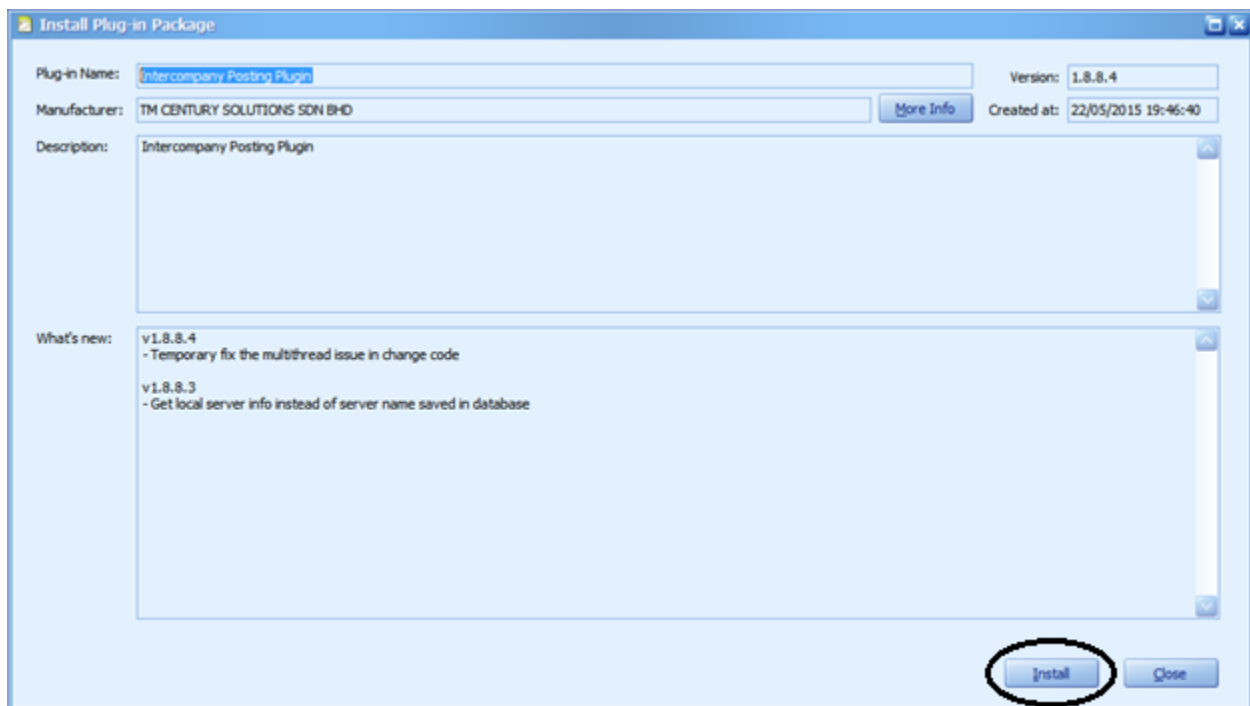 Install Plug-in Package
Plug-in Name: Intercompany Posting Plugin Version: 1.8.8.4
Manufacturer: TM CENTURY SOLUTIONS SDN BHD More Info Created at: 22/05/2015 19:46:40
Description: Intercompany Posting Plugin
What's new: v1.8.8.4
- Temporary fix the multithread issue in change code
v1.8.8.3
- Get local server info instead of server name saved in database
Install Close